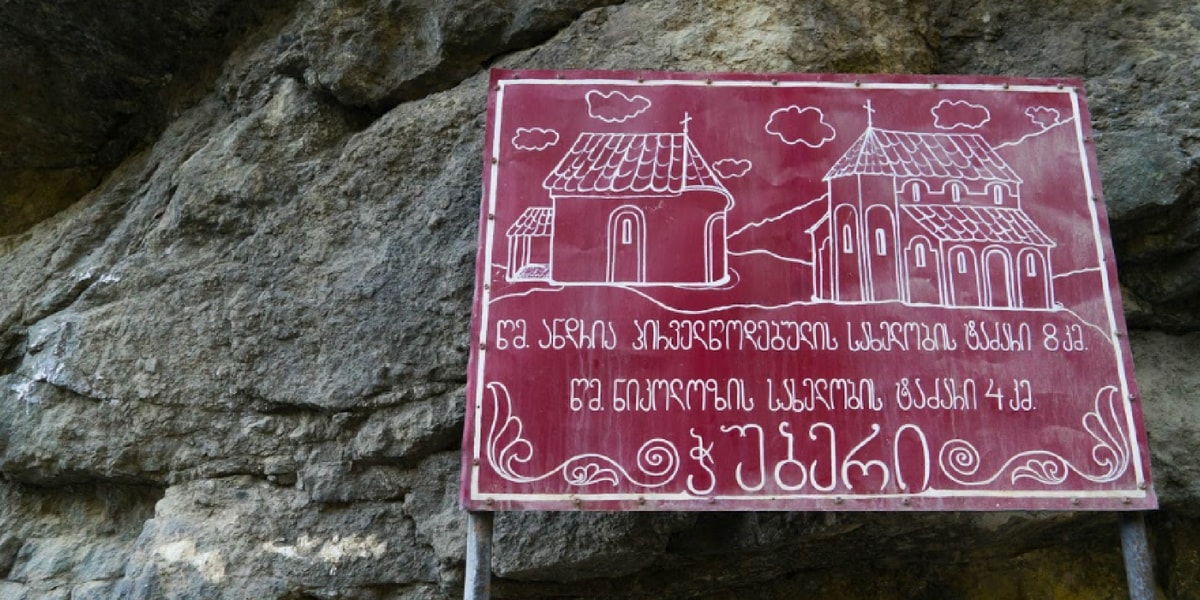 წმ. ანდრია პირველწოდებულის სახელობის ტაძარი 8 კმ.
წმ. ნიკოლოზის სახელობის ტაძარი 4 კმ.
ჭუბერი